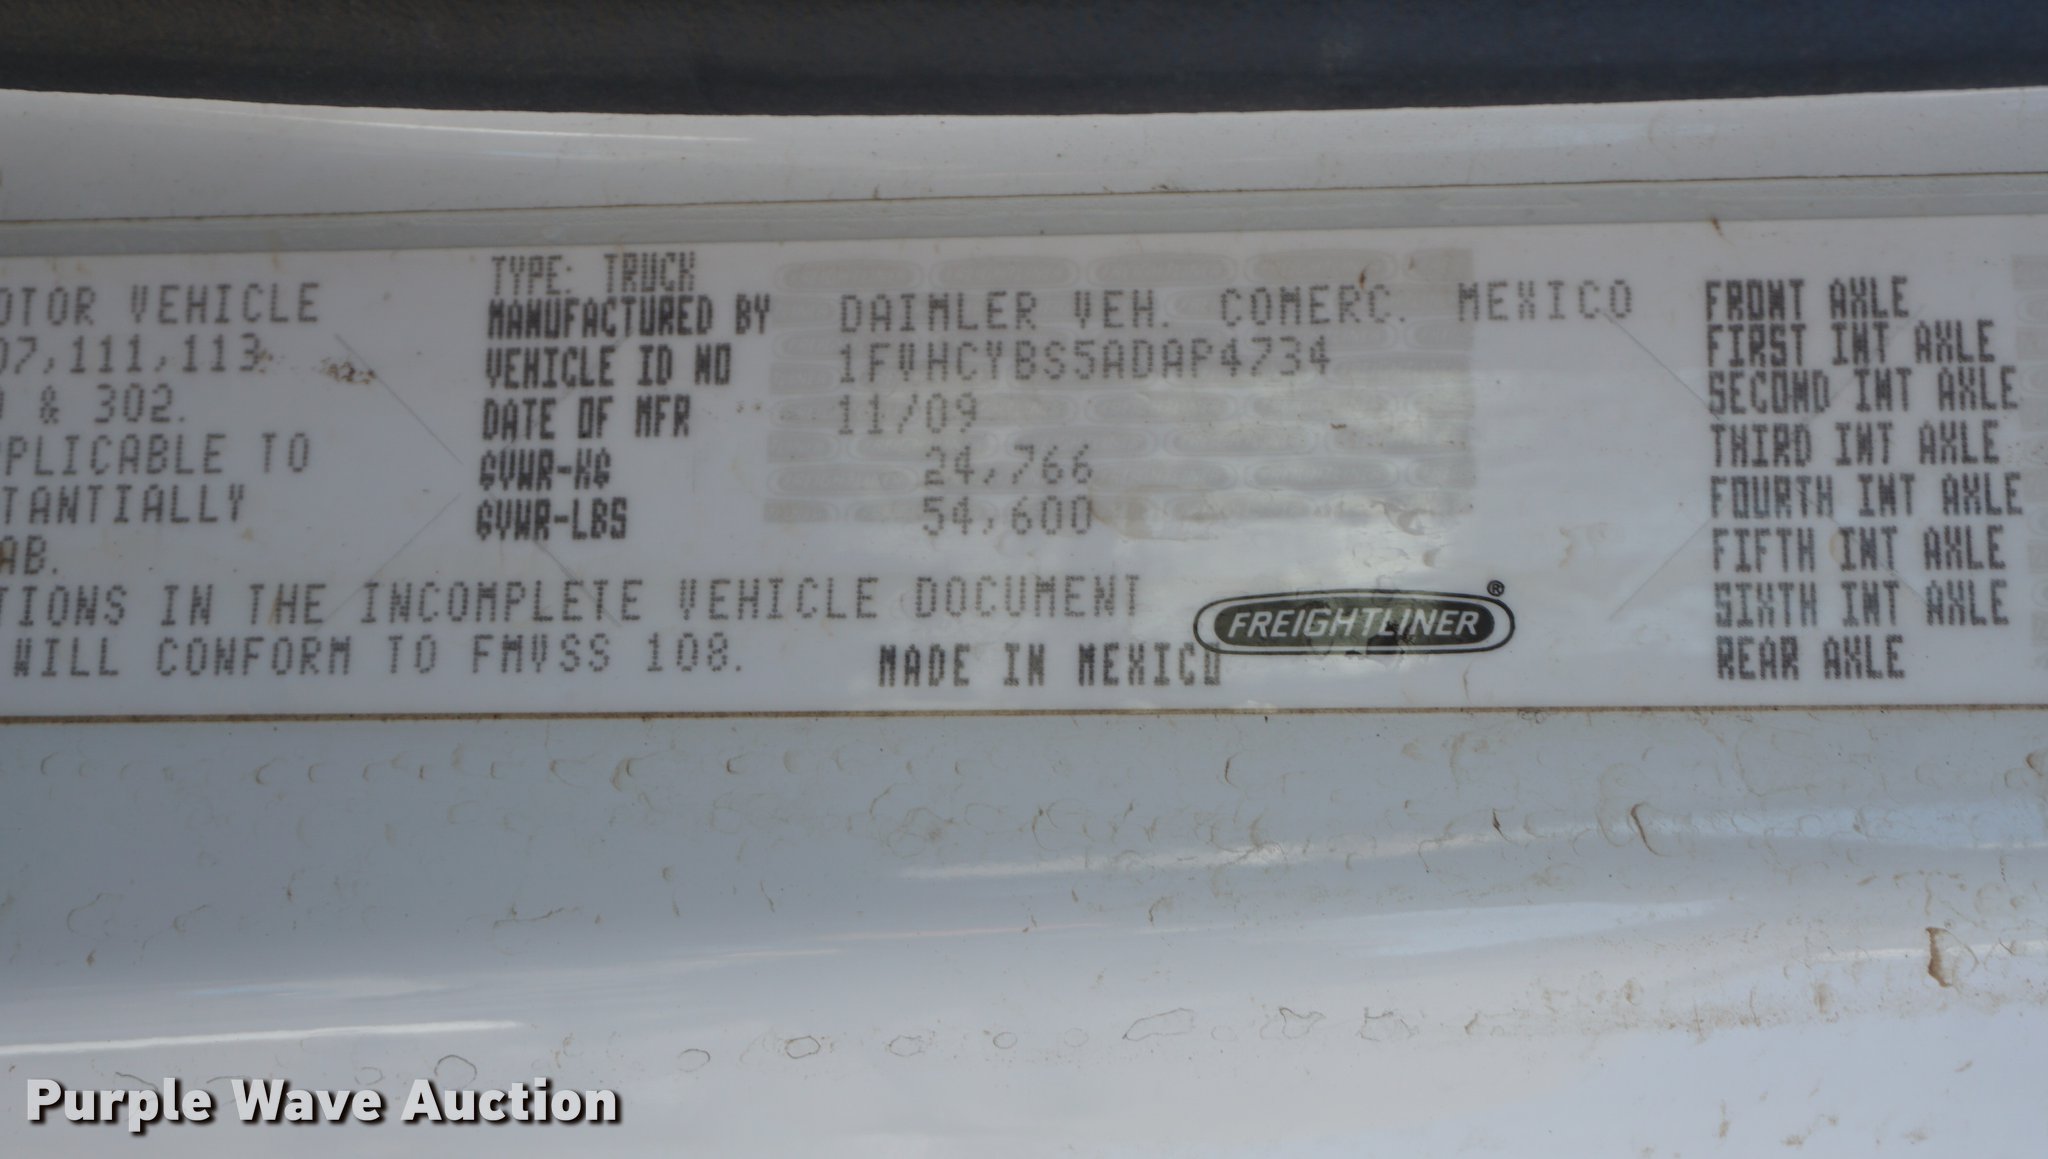 OTOR VEHICLE
07,111,113
& 302.
PPLICABLE TO
TANTIALLY
AB.
TIONS IN THE INCOMPLETE VEHICLE DOCUMENT
WILL CONFORM TO FMVSS 108.
TYPE: TRUCK
MANUFACTURED BY DAIMLER VEH. COMERC. MEXICO
VEHICLE ID NO 1FVHCYBS5ADAP4734
DATE OF MFR 11/09
GVWR-KG 24,766
GVWR-LBS 54,600
MADE IN MEXICO
FREIGHTLINER®
FRONT AXLE
FIRST INT AXLE
SECOND INT AXLE
THIRD INT AXLE
FOURTH INT AXLE
FIFTH INT AXLE
SIXTH INT AXLE
REAR AXLE
Purple Wave Auction